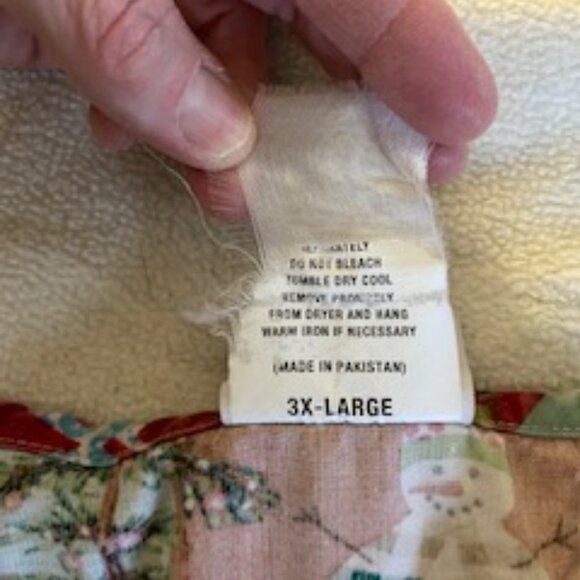 DO NOT BLEACH
TUMBLE DRY COOL
REMOVE PROMPTLY
FROM DRYER AND HANG
WARM IRON IF NECESSARY
(MADE IN PAKISTAN)
3X-LARGE